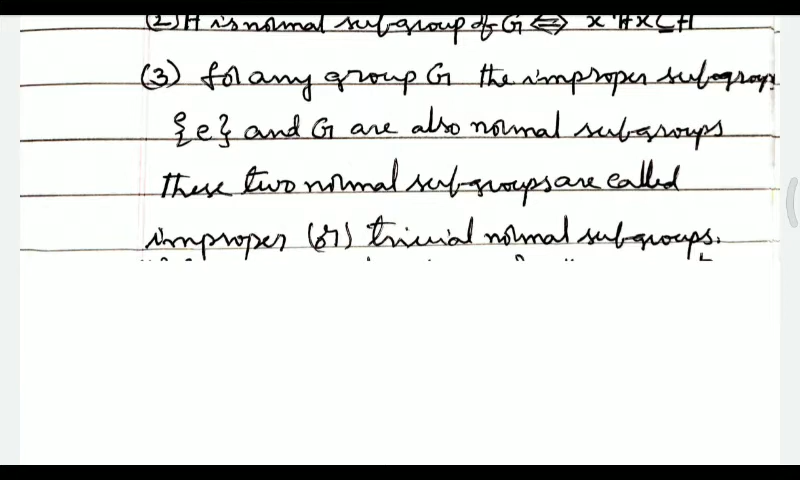 (2) H is normal subgroup of G ⇔ x H x ⊆ H
(3) for any group G the improper subgroups
{e} and G are also normal subgroups
These two normal subgroups are called
improper (or) trivial normal subgroups.